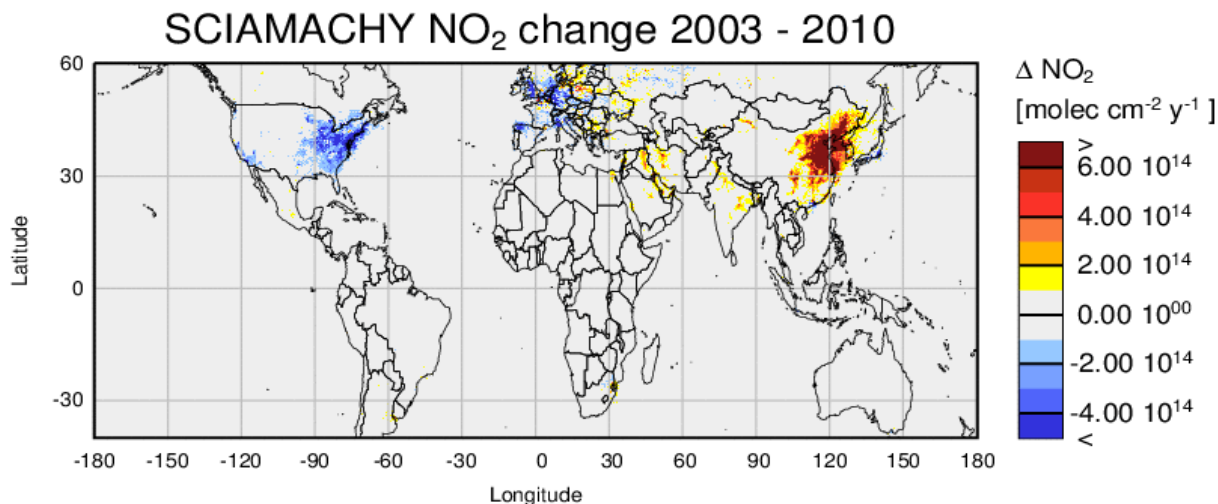 SCIAMACHY NO₂ change 2003 - 2010
60
30
0
-30
Latitude
-180 -150 -120 -90 -60 -30 0 30 60 90 120 150 180
Longitude
Δ NO₂
[molec cm⁻² y⁻¹ ]
>
6.00 10¹⁴
4.00 10¹⁴
2.00 10¹⁴
0.00 10⁰⁰
-2.00 10¹⁴
-4.00 10¹⁴
<